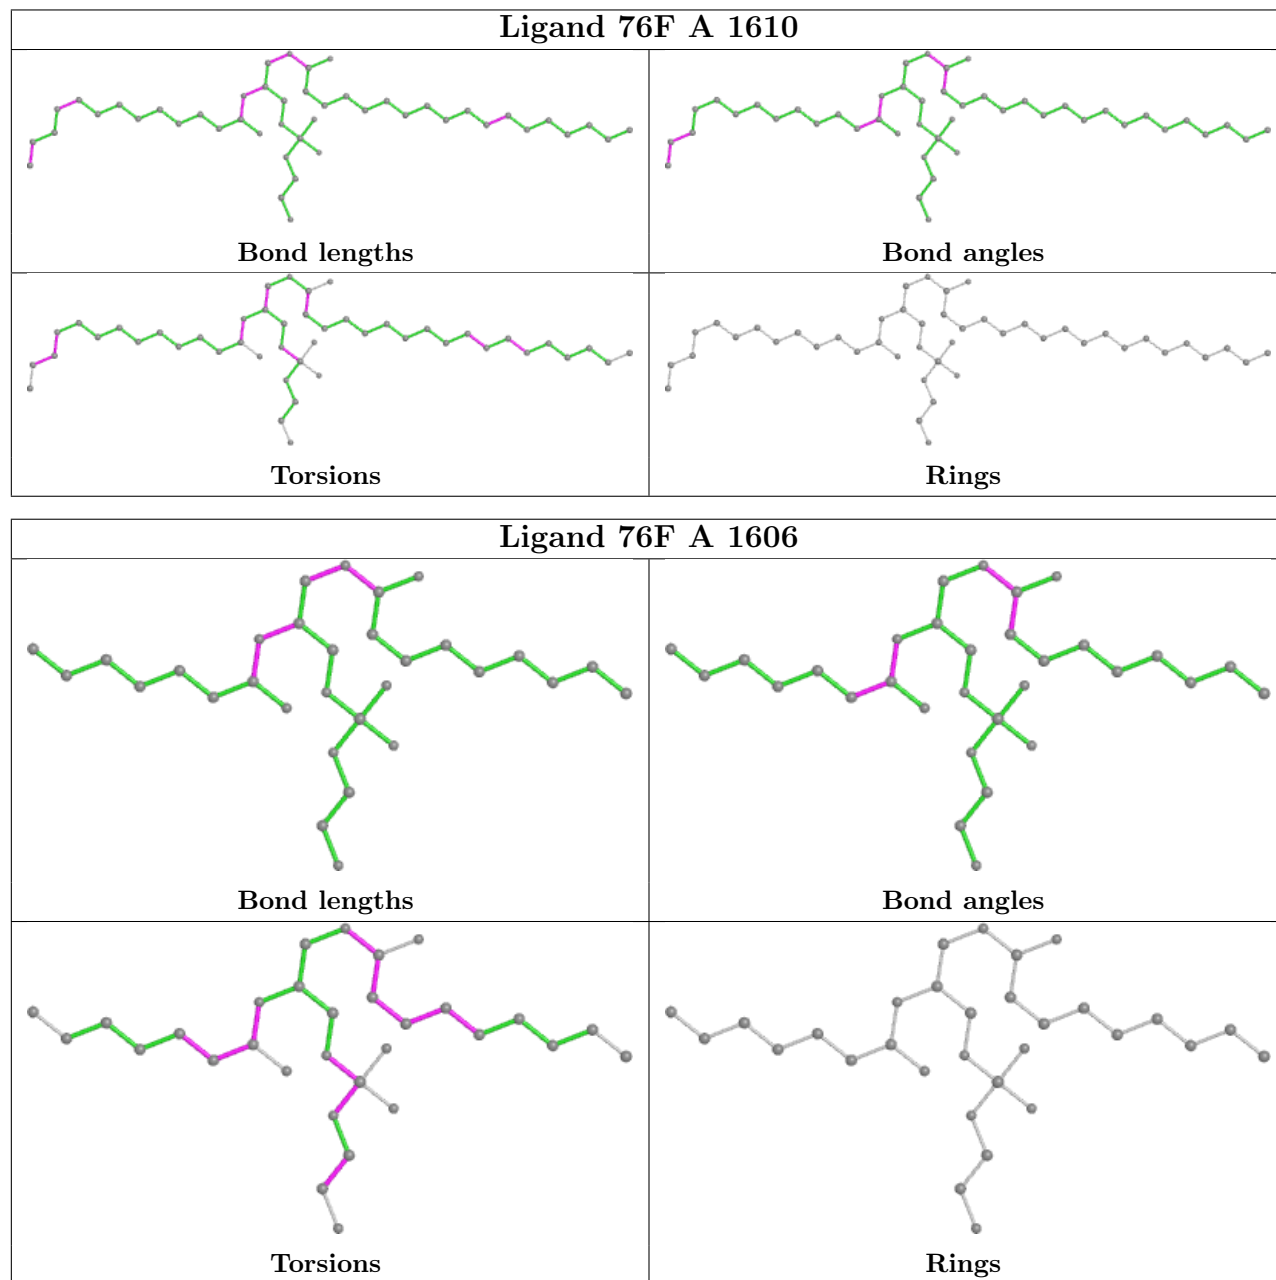 Ligand 76F A 1610
Bond lengths
Bond angles
Torsions
Rings
Ligand 76F A 1606
Bond lengths
Bond angles
Torsions
Rings